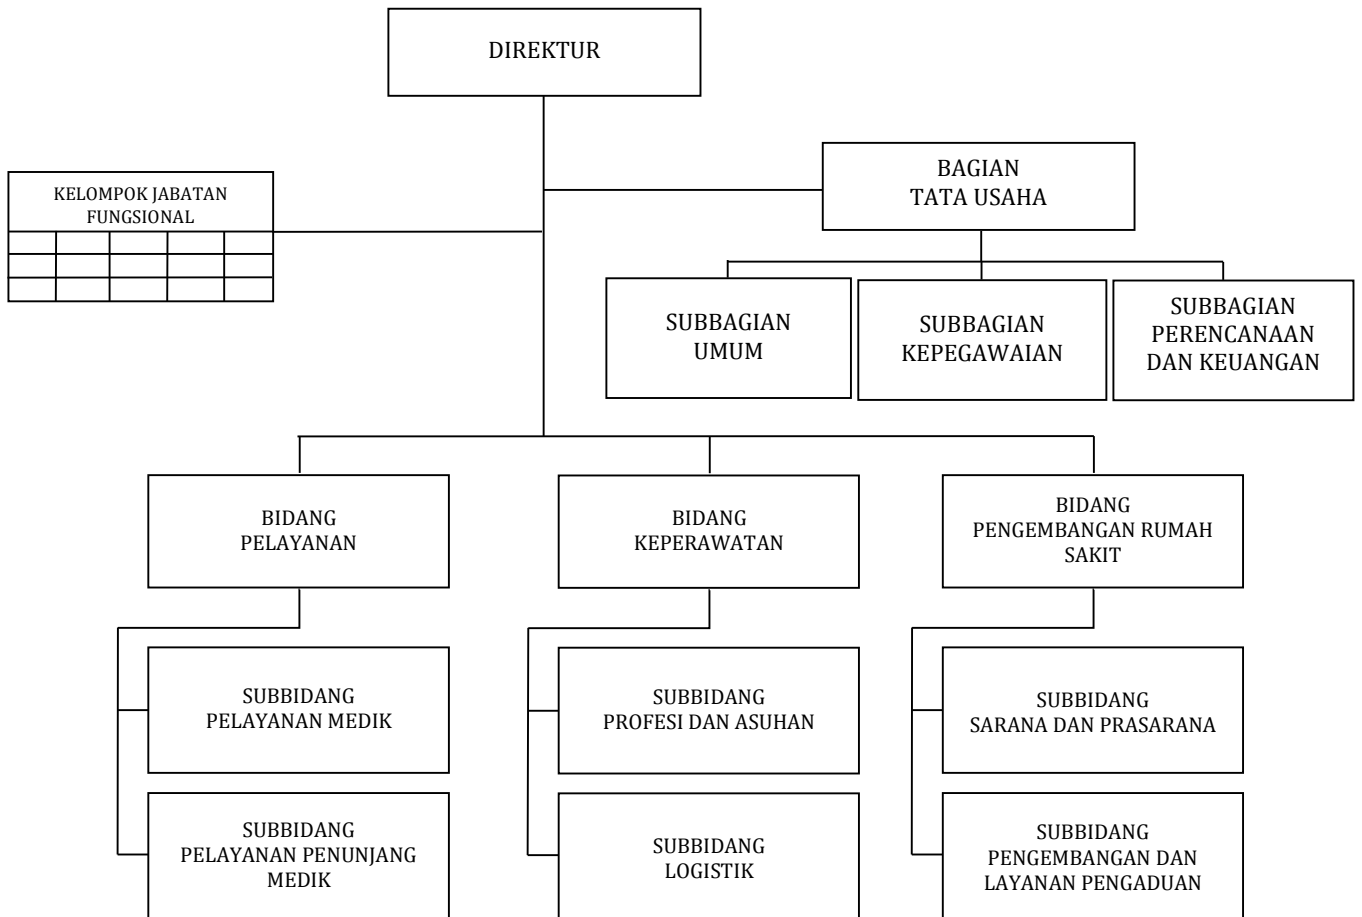 DIREKTUR
BAGIAN
TATA USAHA
KELOMPOK JABATAN
FUNGSIONAL
SUBBAGIAN
UMUM
SUBBAGIAN
KEPEGAWAIAN
SUBBAGIAN
PERENCANAAN
DAN KEUANGAN
BIDANG
PELAYANAN
BIDANG
KEPERAWATAN
BIDANG
PENGEMBANGAN RUMAH
SAKIT
SUBBIDANG
PELAYANAN MEDIK
SUBBIDANG
PROFESI DAN ASUHAN
SUBBIDANG
SARANA DAN PRASARANA
SUBBIDANG
PELAYANAN PENUNJANG
MEDIK
SUBBIDANG
LOGISTIK
SUBBIDANG
PENGEMBANGAN DAN
LAYANAN PENGADUAN